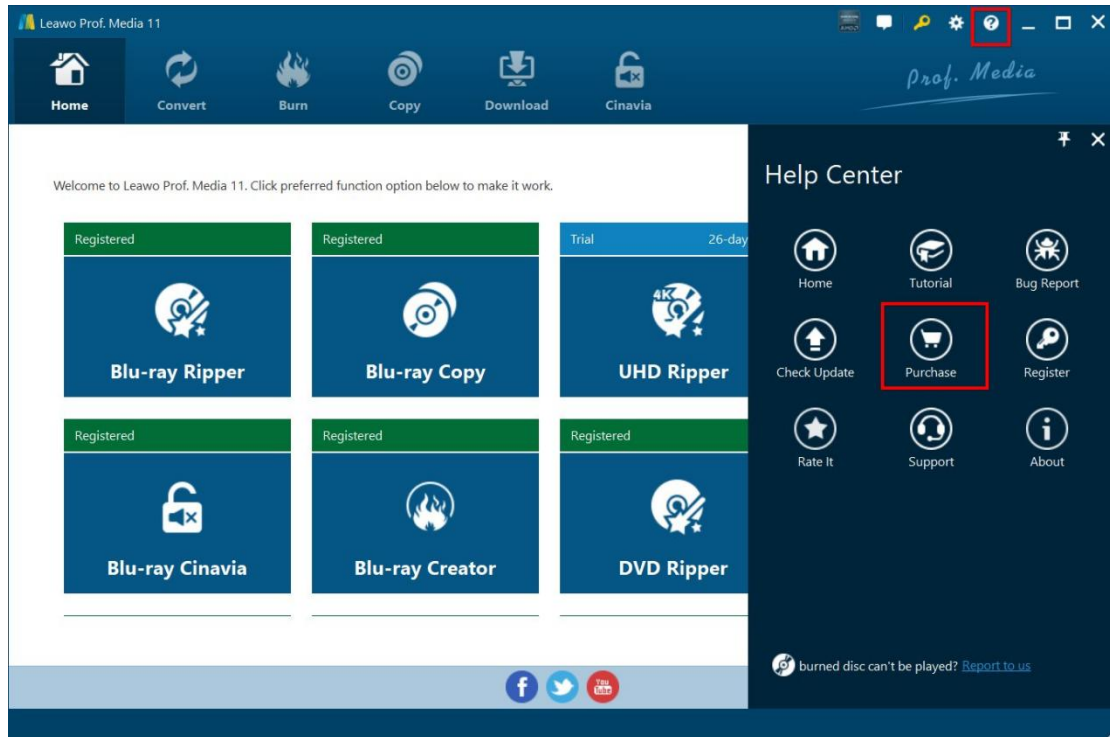 Leawo Prof. Media 11
Home
Convert
Burn
Copy
Download
Cinavia
Prof. Media
Welcome to Leawo Prof. Media 11. Click preferred function option below to make it work.
Registered
Registered
Trial 26-day
Blu-ray Ripper
Blu-ray Copy
4K
UHD Ripper
Registered
Registered
Registered
Blu-ray Cinavia
Blu-ray Creator
DVD Ripper
Help Center
Home
Tutorial
Bug Report
Check Update
Purchase
Register
Rate It
Support
About
burned disc can't be played? Report to us
You
Tube